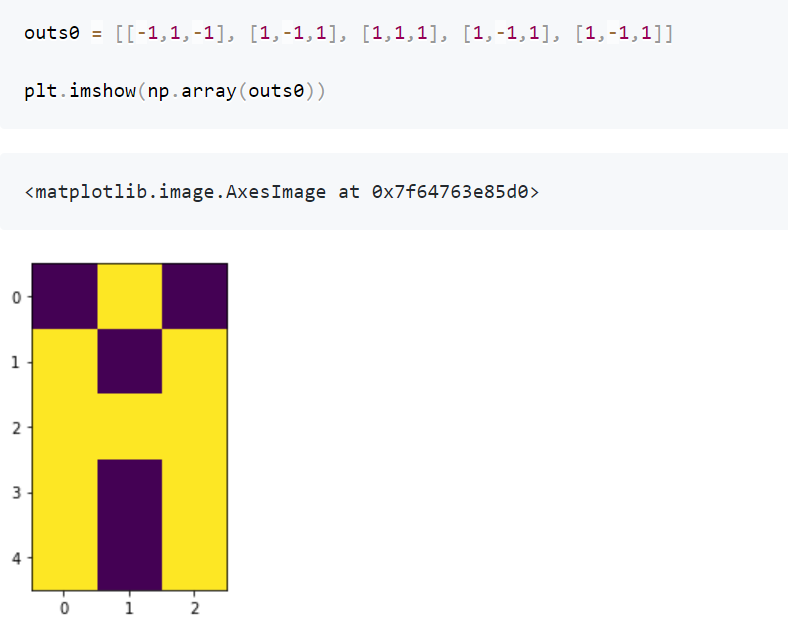 outs0 = [[-1,1,-1], [1,-1,1], [1,1,1], [1,-1,1], [1,-1,1]]
plt.imshow(np.array(outs0))
<matplotlib.image.AxesImage at 0x7f64763e85d0>
0
1
2
3
4
0 1 2